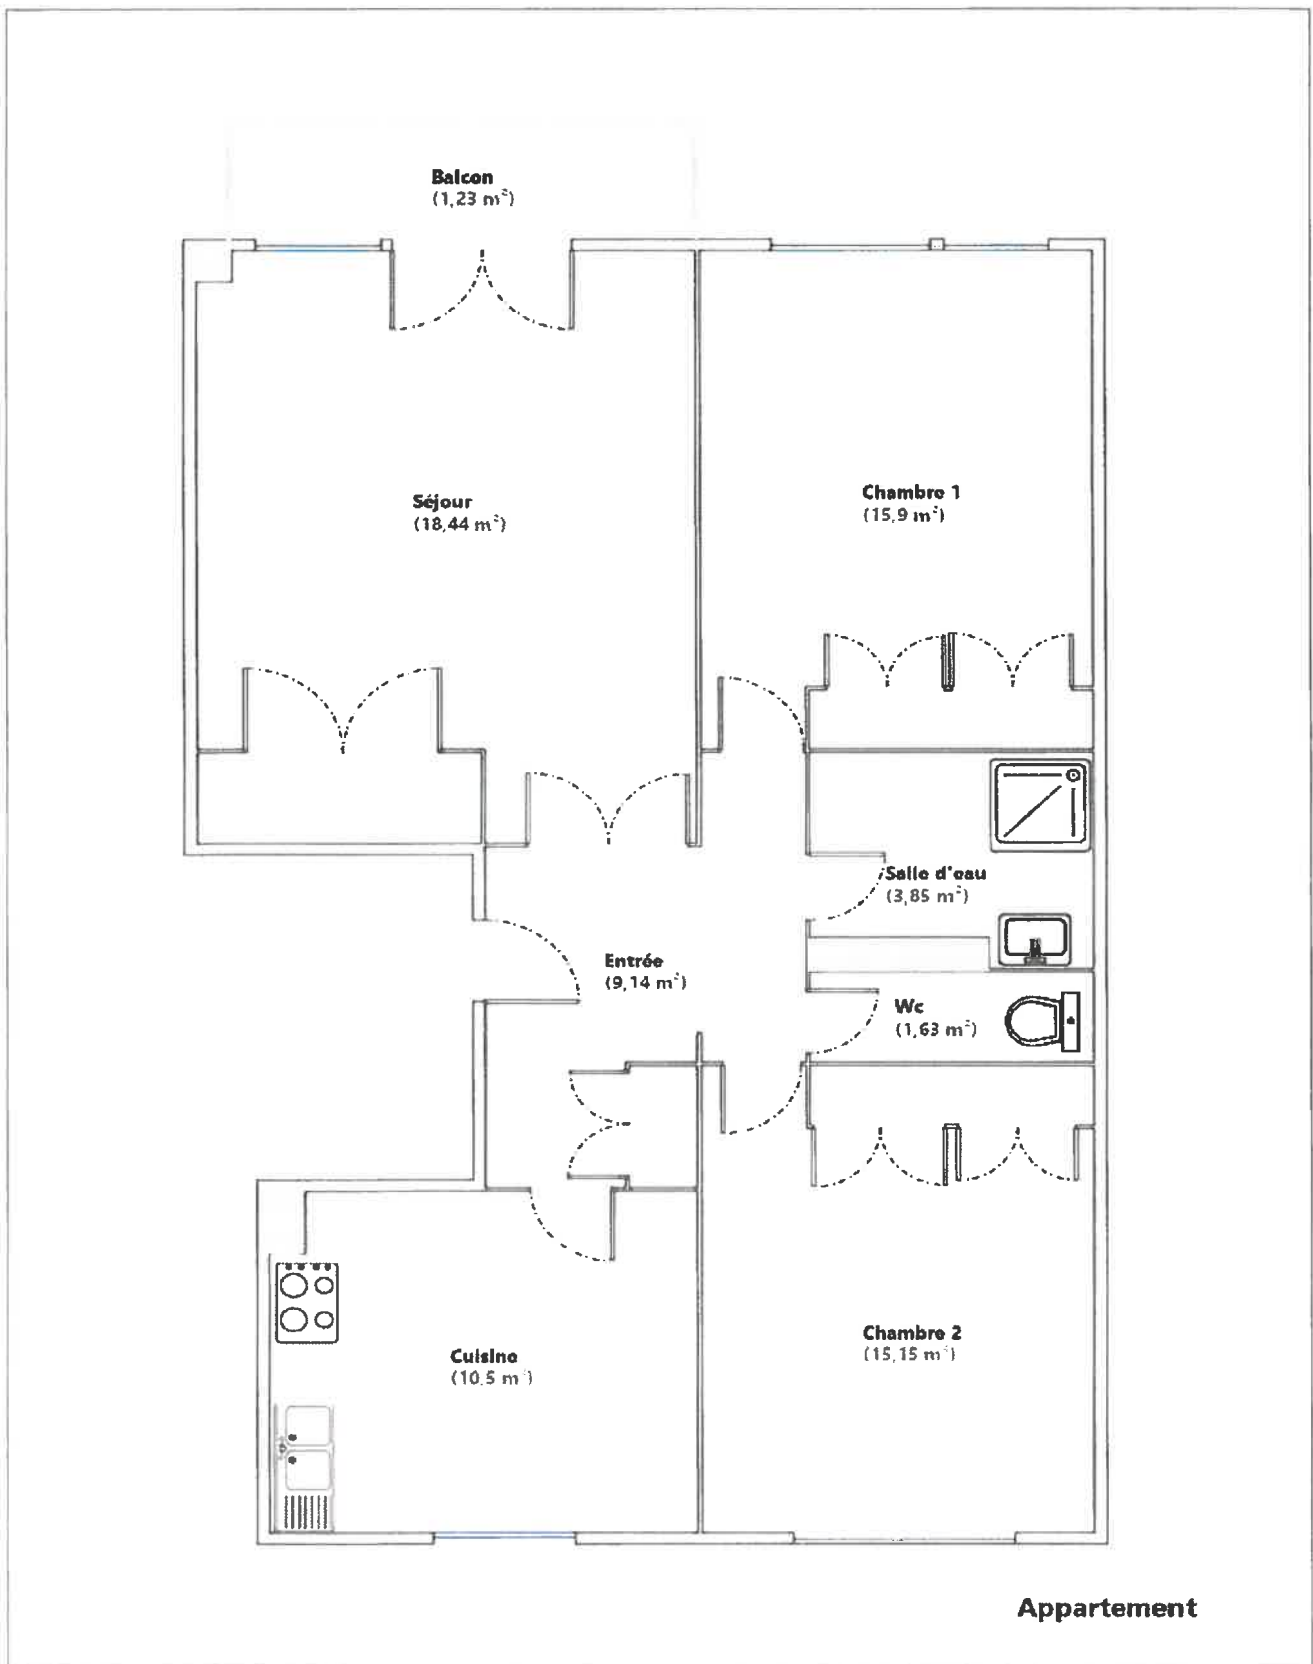 Balcon
(1,23 m²)
Séjour
(18,44 m²)
Chambre 1
(15,9 m²)
Salle d'eau
(3,85 m²)
Entrée
(9,14 m²)
Wc
(1,63 m²)
Cuisine
(10,5 m²)
Chambre 2
(15,15 m²)
Appartement